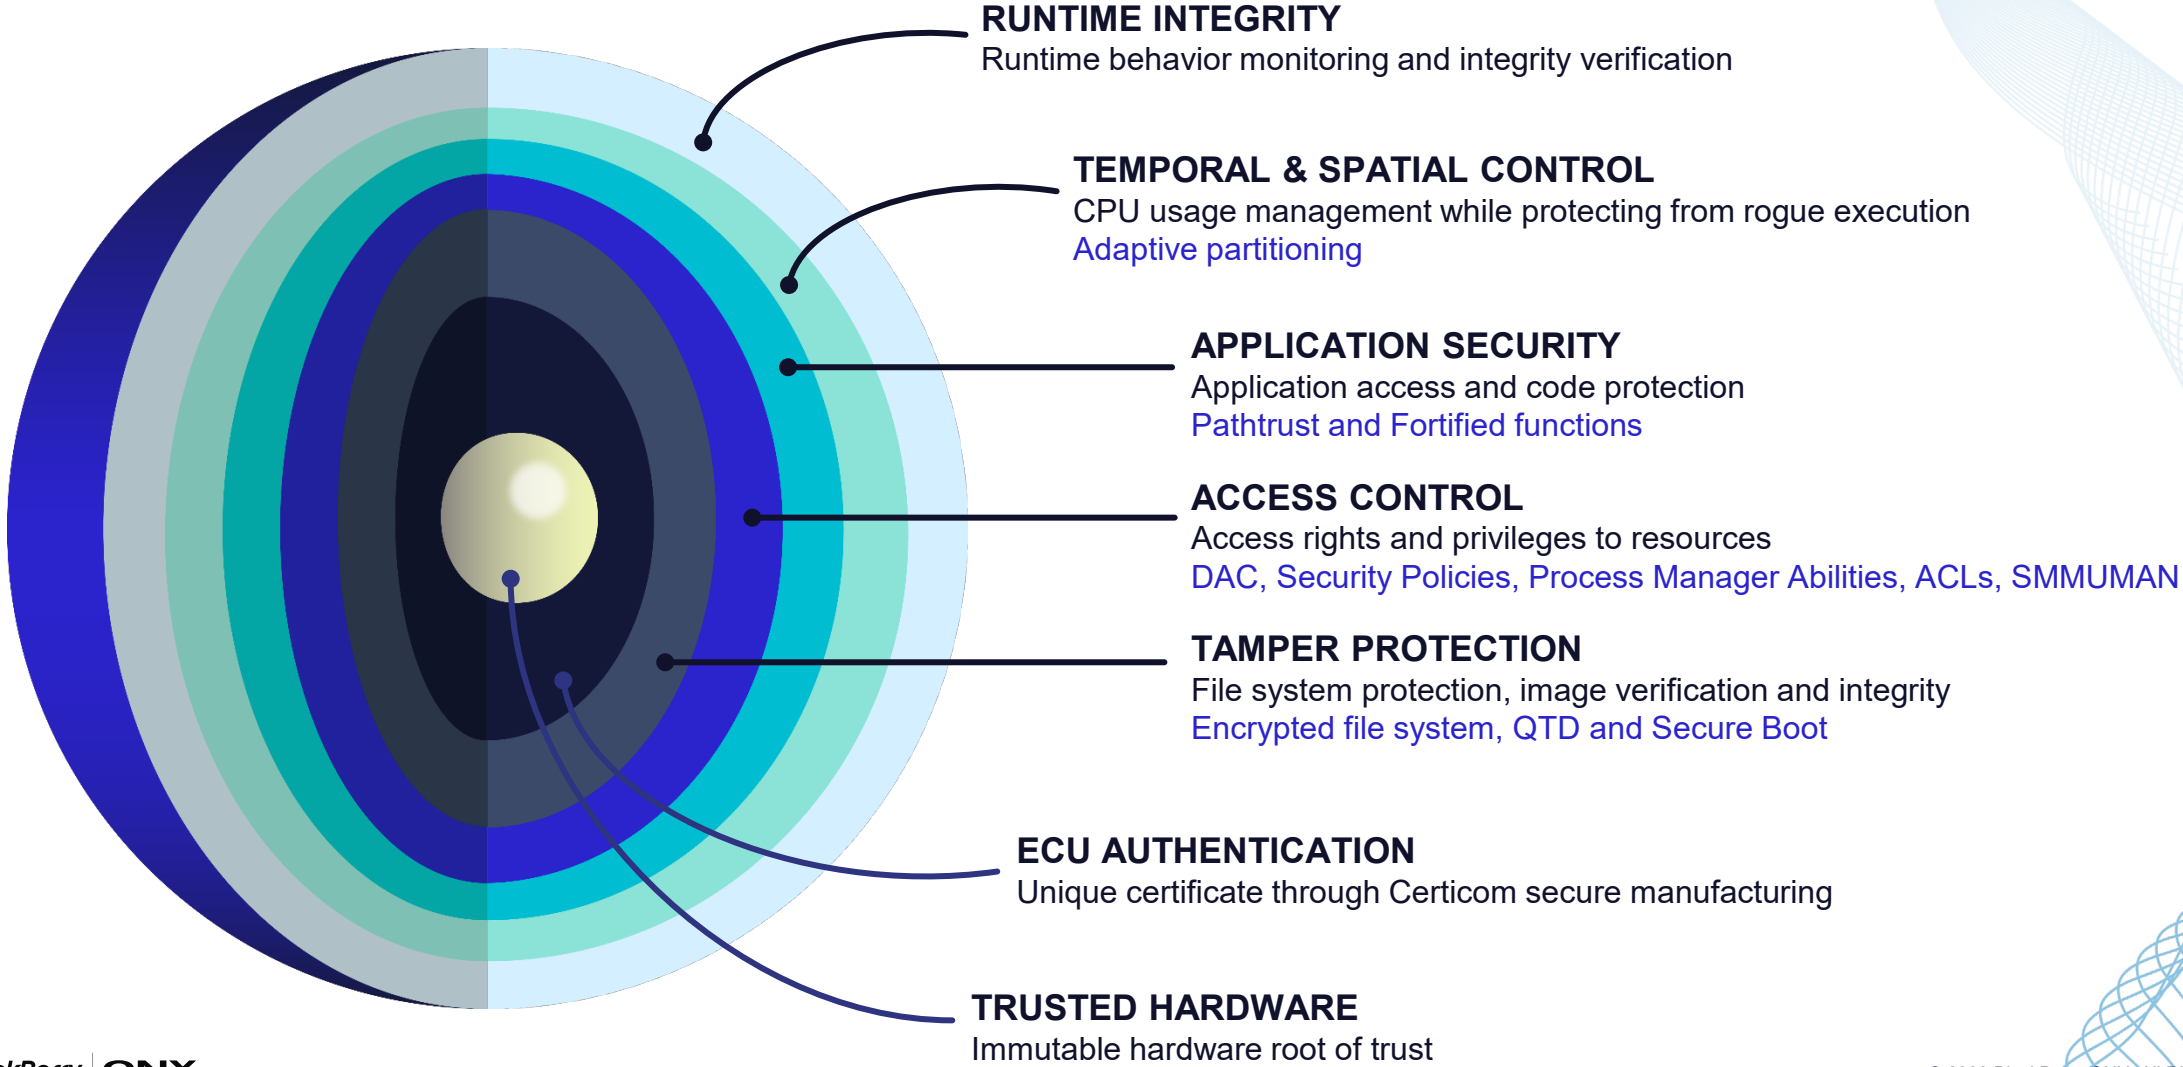 RUNTIME INTEGRITY
Runtime behavior monitoring and integrity verification
TEMPORAL & SPATIAL CONTROL
CPU usage management while protecting from rogue execution
Adaptive partitioning
APPLICATION SECURITY
Application access and code protection
Pathtrust and Fortified functions
ACCESS CONTROL
Access rights and privileges to resources
DAC, Security Policies, Process Manager Abilities, ACLs, SMMUMAN
TAMPER PROTECTION
File system protection, image verification and integrity
Encrypted file system, QTD and Secure Boot
ECU AUTHENTICATION
Unique certificate through Certicom secure manufacturing
TRUSTED HARDWARE
Immutable hardware root of trust
QNX